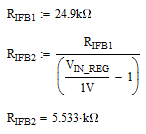 R_IFB1 := 24.9kΩ
R_IFB2 := R_IFB1 / (V_IN_REG / 1V − 1)
R_IFB2 = 5.533·kΩ